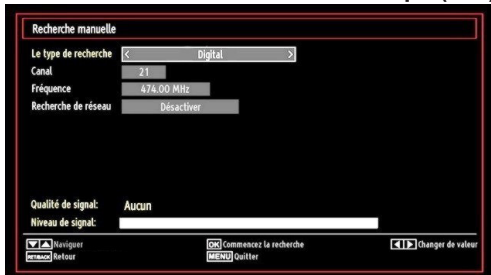 Recherche manuelle
Le type de recherche < Digital >
Canal 21
Fréquence 474.00 MHz
Recherche de réseau Désactiver
Qualité de signal: Aucun
Niveau de signal:
Naviguer OK Commencez la recherche Changer de valeur
RET/BACK Retour MENU Quitter